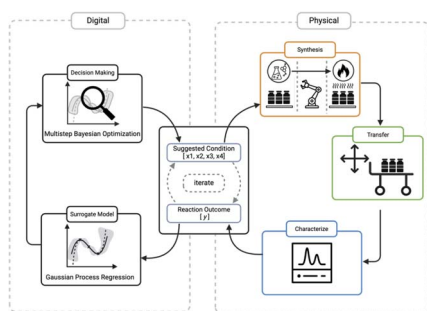 Digital
Physical
Decision Making
Multistep Bayesian Optimization
Synthesis
Suggested Condition
[ x1, x2, x3, x4]
iterate
Reaction Outcome
[ y ]
Transfer
Surrogate Model
Gaussian Process Regression
Characterize